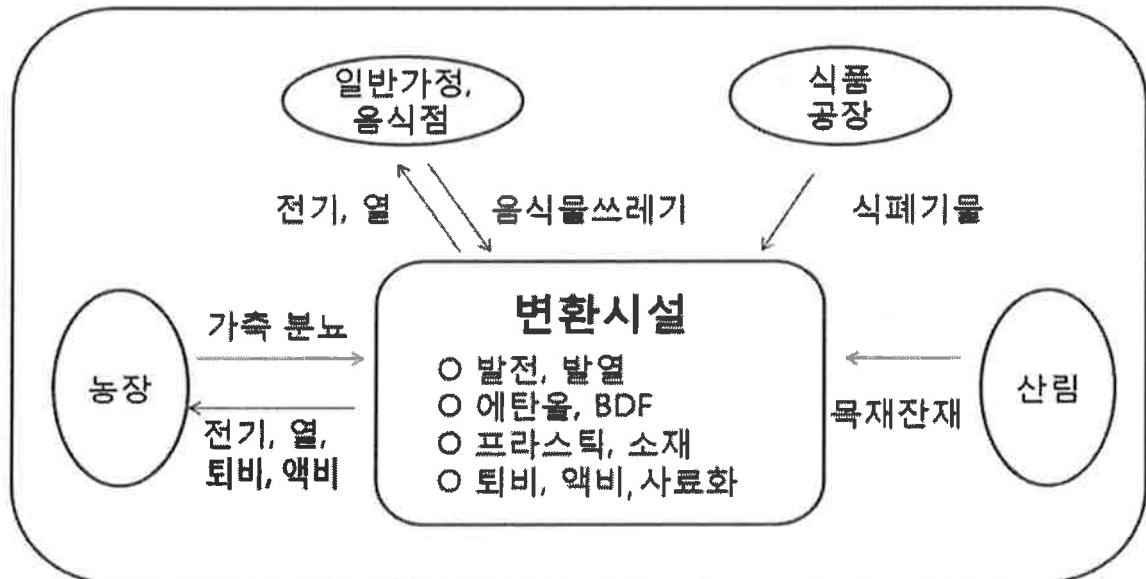 일반가정,
음식점
식품
공장
전기, 열
음식물쓰레기
식폐기물
변환시설
가축 분뇨
농장
○ 발전, 발열
○ 에탄올, BDF
○ 프라스틱, 소재
○ 퇴비, 액비, 사료화
전기, 열,
퇴비, 액비
목재잔재
산림